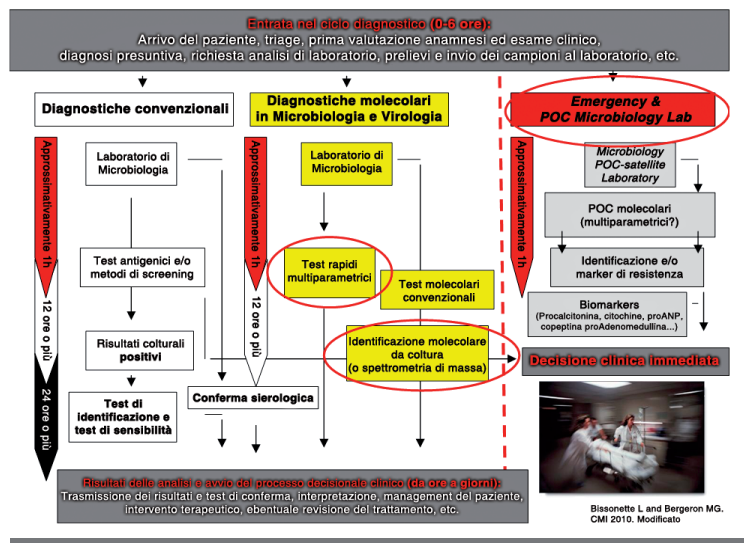 Entrata nel ciclo diagnostico (0-6 ore):
Arrivo del paziente, triage, prima valutazione anamnesi ed esame clinico,
diagnosi presuntiva, richiesta analisi di laboratorio, prelievi e invio dei campioni al laboratorio, etc.
Diagnostiche convenzionali
Approssimativamente 1h
12 ore o più
24 ore o più
Laboratorio di
Microbiologia
Test antigenici e/o
metodi di screening
Risultati colturali
positivi
Test di
identificazione e
test di sensibilità
Diagnostiche molecolari
in Microbiologia e Virologia
Approssimativamente 1h
12 ore o più
Conferma sierologica
Laboratorio di
Microbiologia
Test rapidi
multiparametrici
Test molecolari
convenzionali
Identificazione molecolare
da coltura
(o spettrometria di massa)
Emergency &
POC Microbiology Lab
Approssimativamente 1h
Microbiology
POC-satellite
Laboratory
POC molecolari
(multiparametrici?)
Identificazione e/o
marker di resistenza
Biomarkers
(Procalcitonina, citochine, proANP,
copeptina proAdenomedullina...)
Decisione clinica immediata
Risultati delle analisi e avvio del processo decisionale clinico (da ore a giorni):
Trasmissione dei risultati e test di conferma, interpretazione, management del paziente,
intervento terapeutico, ebentuale revisione del trattamento, etc.
Bissonette L and Bergeron MG.
CMI 2010. Modificato